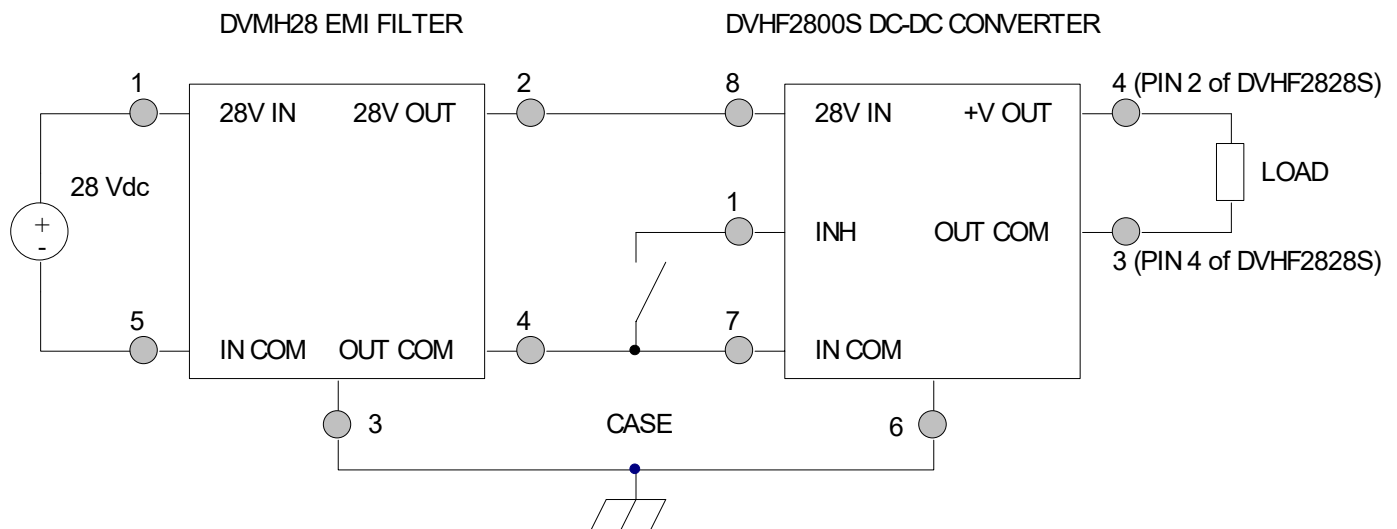 DVMH28 EMI FILTER
DVHF2800S DC-DC CONVERTER
1
2
8
4 (PIN 2 of DVHF2828S)
28V IN
28V OUT
28V IN
+V OUT
28 Vdc
LOAD
+
-
1
INH
OUT COM
3 (PIN 4 of DVHF2828S)
5
4
7
IN COM
OUT COM
IN COM
3
CASE
6